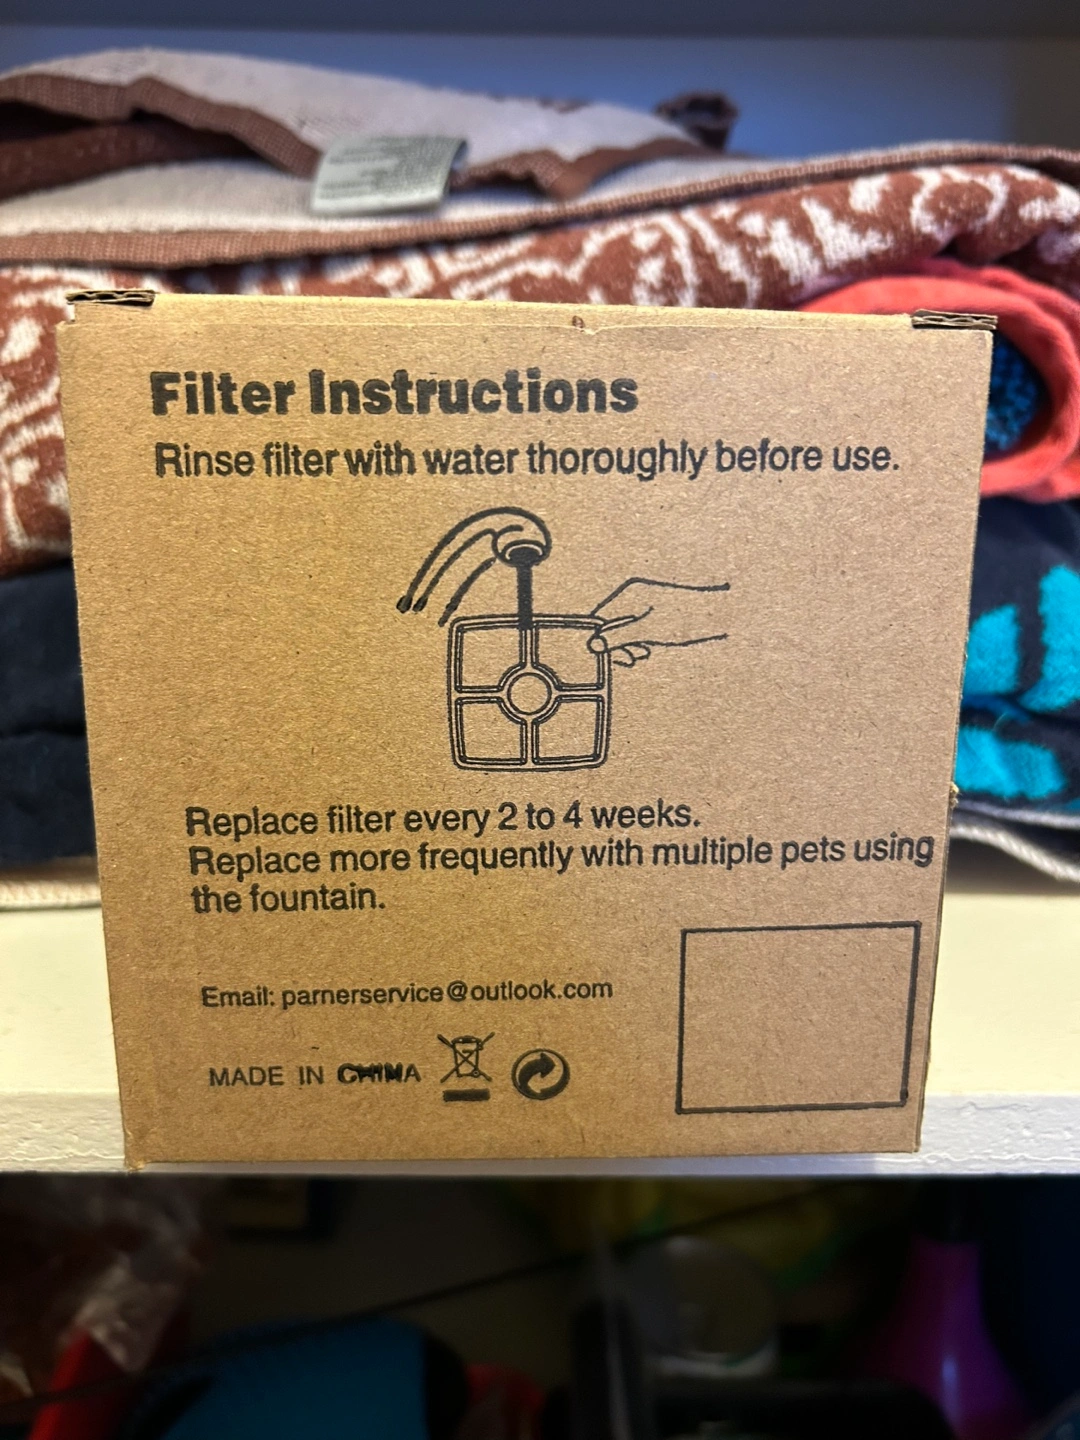 Filter Instructions
Rinse filter with water thoroughly before use.
Replace filter every 2 to 4 weeks.
Replace more frequently with multiple pets using
the fountain.
Email: parnerservice@outlook.com
MADE IN CHINA